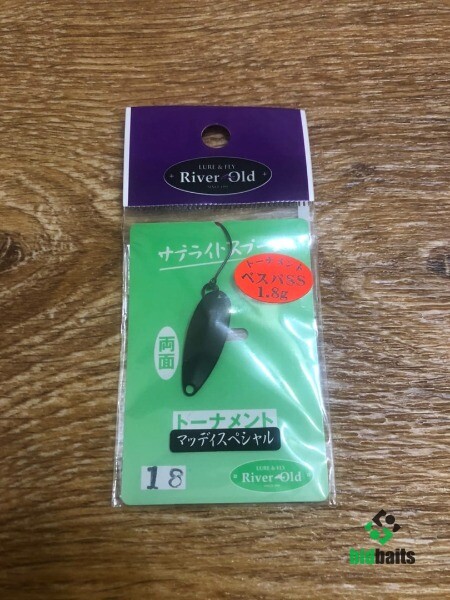 LURE & FLY
River Old
サプライトスプーン
トーナメント
ベスパSS
1.8g
両面
トーナメント
マッディスペシャル
18
LURE & FLY
River Old
bidbaits